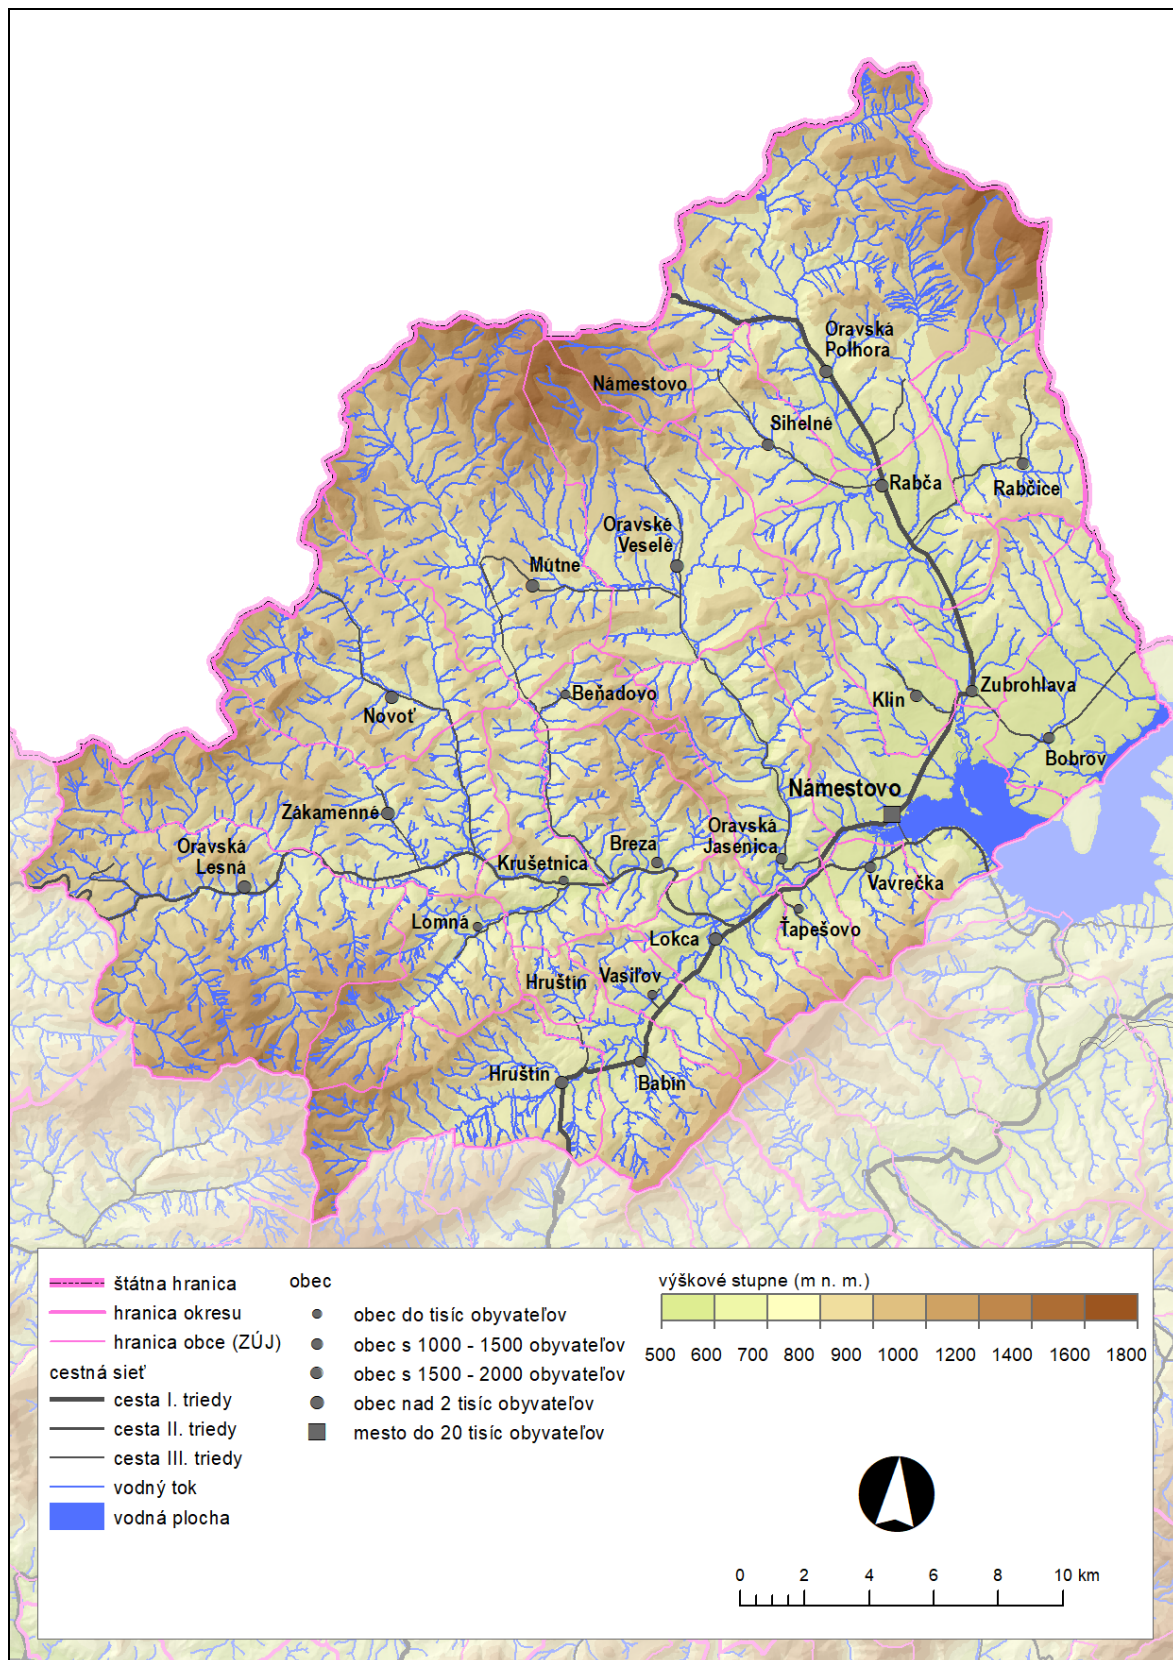 Oravská
Polhora
Námestovo
Sihelné
Rabča
Rabčice
Oravské
Veselé
Mútne
Beňadovo
Novoť
Klin
Zubrohlava
Bobrov
Námestovo
Zákamenné
Oravská
Lesná
Krušetnica
Breza
Oravská
Jasenica
Vavrečka
Ťapešovo
Lomná
Lokca
Hruštín
Vasiľov
Hruštín
Babín
štátna hranica
hranica okresu
hranica obce (ZÚJ)
cestná sieť
cesta I. triedy
cesta II. triedy
cesta III. triedy
vodný tok
vodná plocha
obec
obec do tisíc obyvateľov
obec s 1000 - 1500 obyvateľov
obec s 1500 - 2000 obyvateľov
obec nad 2 tisíc obyvateľov
mesto do 20 tisíc obyvateľov
výškové stupne (m n. m.)
500 600 700 800 900 1000 1200 1400 1600 1800
0 2 4 6 8 10 km